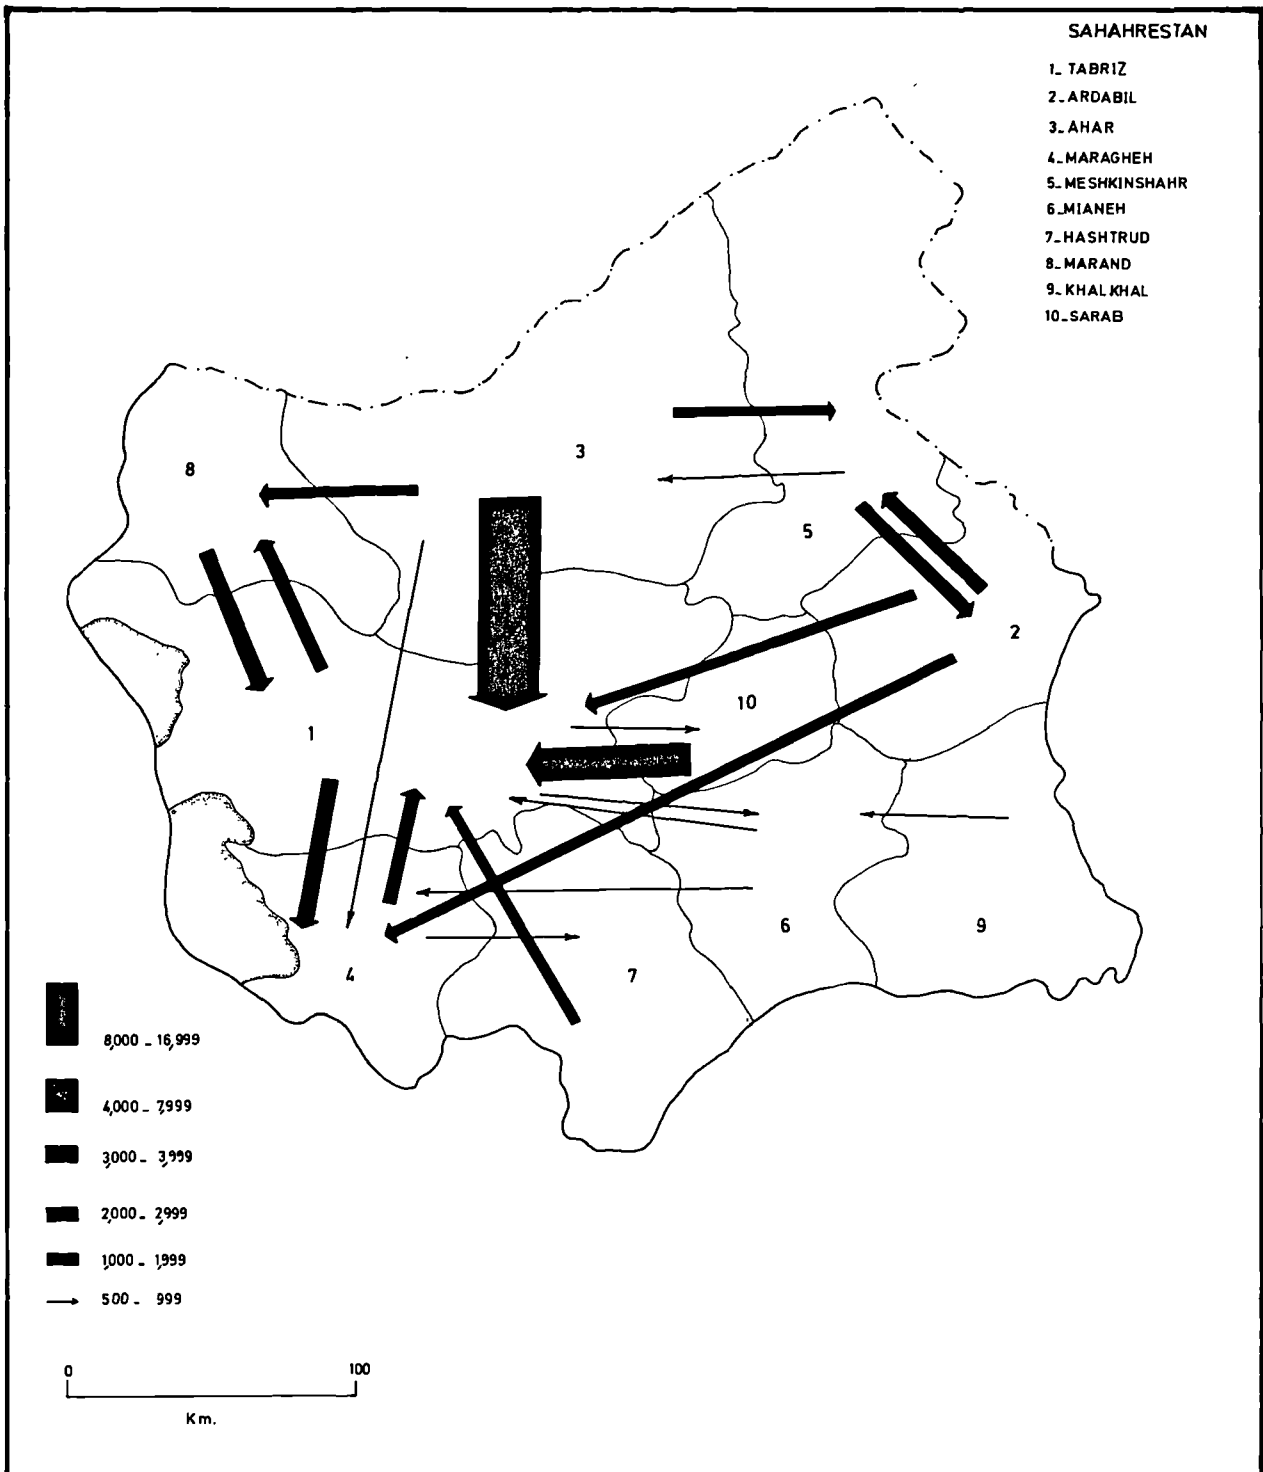 SAHAHRESTAN
1_ TABRIZ
2_ARDABIL
3_AHAR
4_MARAGHEH
5_MESHKINSHAHR
6_MIANEH
7_HASHTRUD
8_MARAND
9_KHALKHAL
10_SARAB
3
8
5
2
10
1
6
9
7
4
8,000 _ 16,999
4,000 _ 7,999
3,000 _ 3,999
2,000 _ 2,999
1,000 _ 1,999
500 _ 999
0 100
Km.